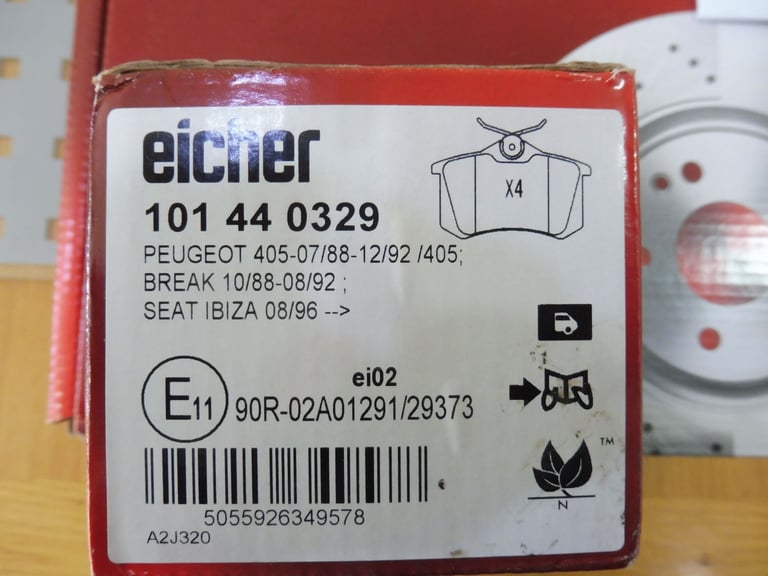 eicher
X4
101 44 0329
PEUGEOT 405-07/88-12/92 /405;
BREAK 10/88-08/92 ;
SEAT IBIZA 08/96 -->
ei02
E11 90R-02A01291/29373
TM
N
5055926349578
A2J320